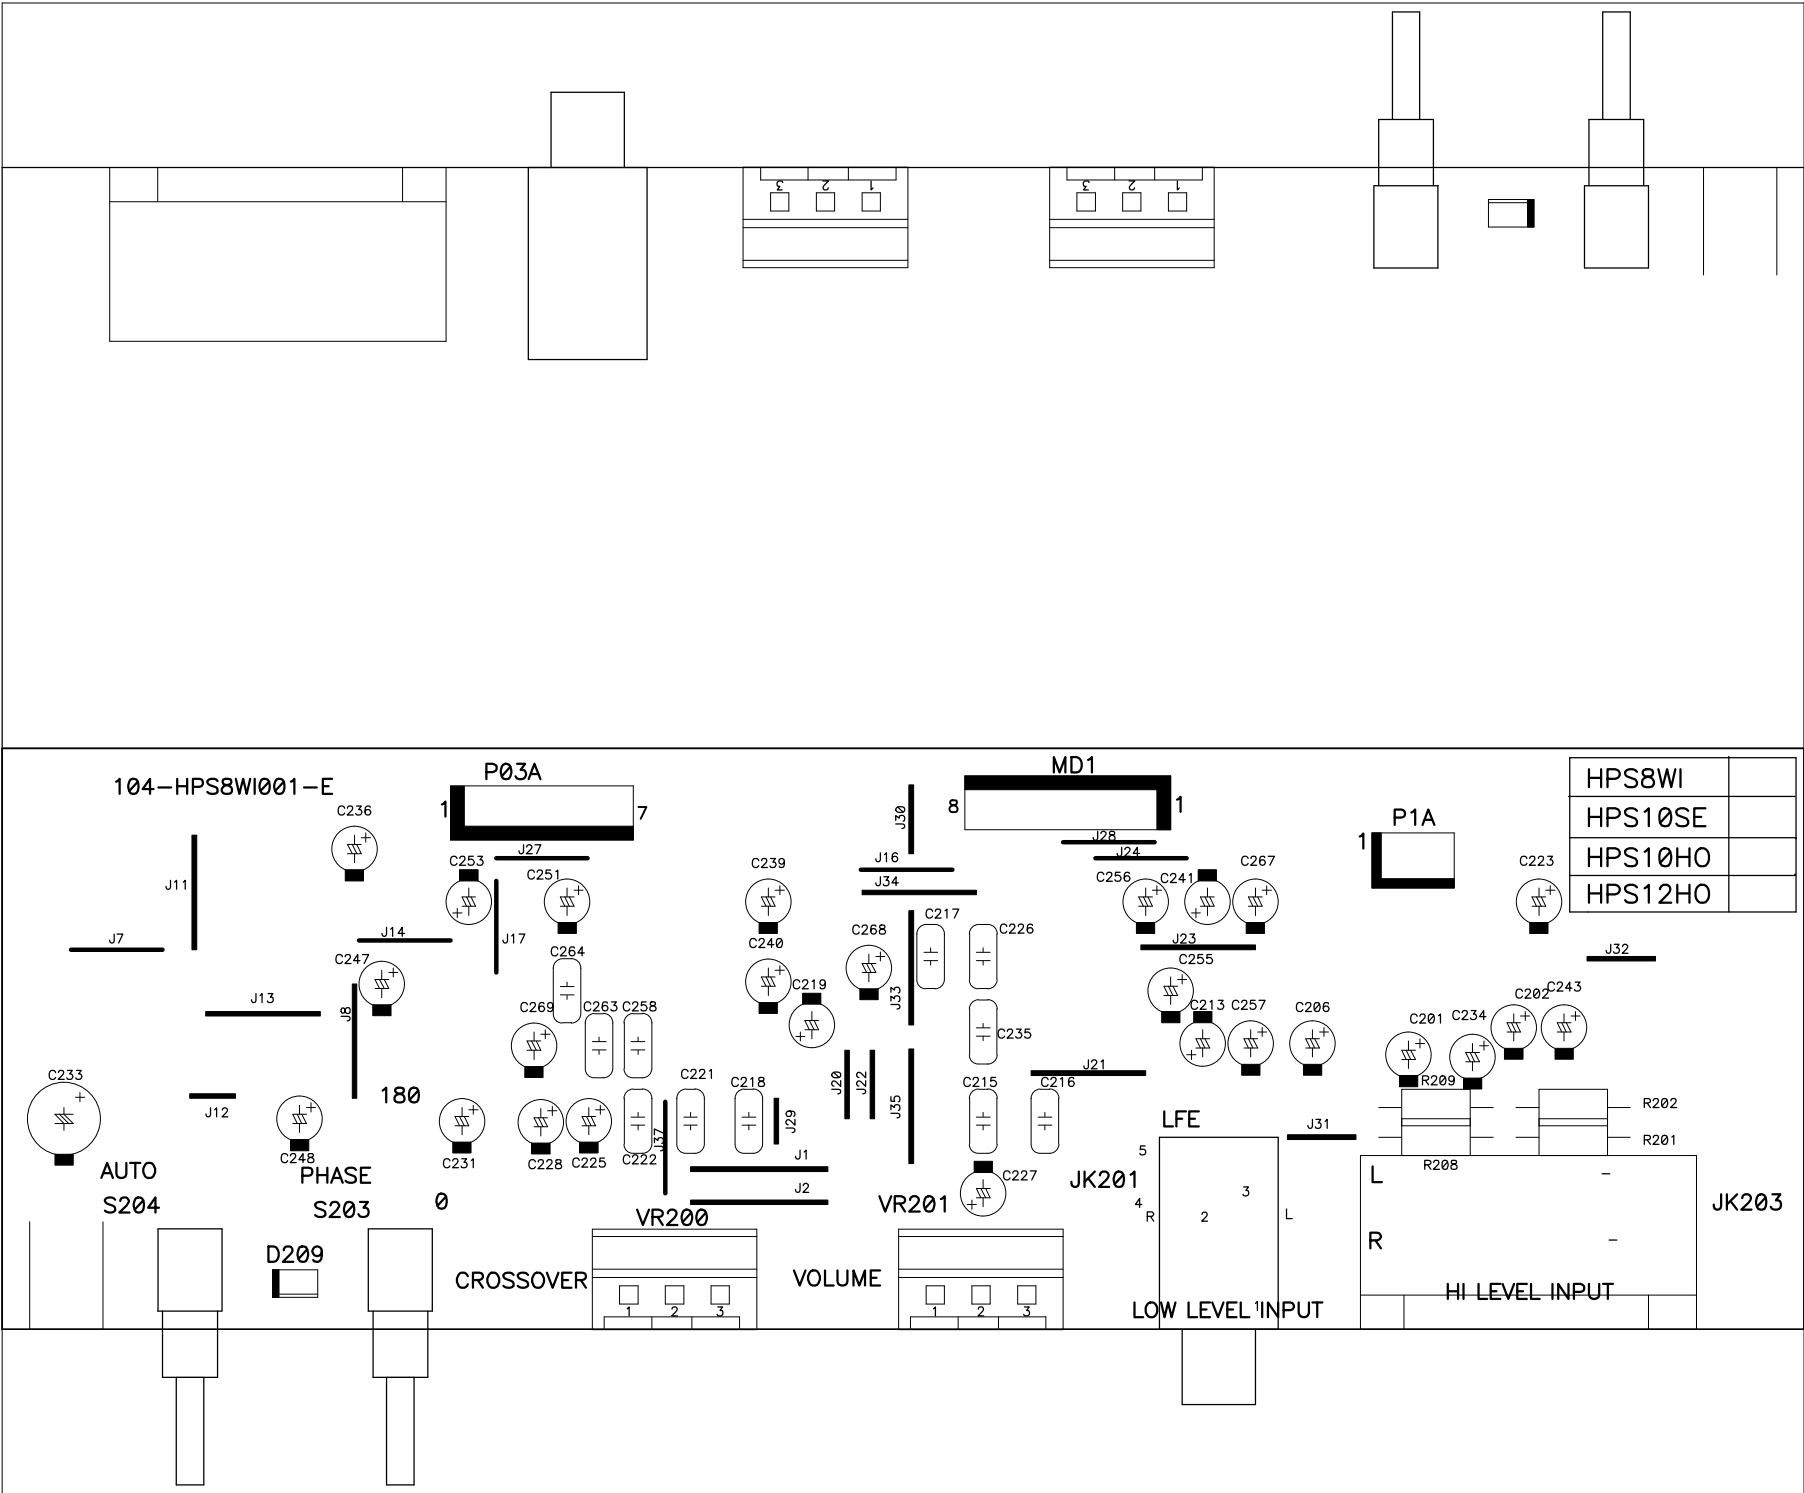 3 2 1
3 2 1
104-HPS8WI001-E
P03A
1 7
MD1
8 1
P1A
1
HPS8WI
HPS10SE
HPS10HO
HPS12HO
C236
J30
J28
J27
J24
J16
J34
C253
C251
C239
C256
C241
C267
C223
J11
J7
J14
J17
C217
C226
J23
J32
C247
C264
C240
C268
C219
C255
J13
J8
C269
C263
C258
J33
C235
C213
C257
C206
C201
C234
C202
C243
C233
J12
180
C221
C218
J20
J22
J35
J21
C215
C216
R209
R202
R201
R208
LFE
J31
C248
C231
C228
C225
C222
J37
J29
J1
J2
C227
AUTO
S204
PHASE
S203
0
D209
CROSSOVER
VR200
1 2 3
VOLUME
VR201
1 2 3
JK201
5
4
R
3
2
L
LOW LEVEL 1 INPUT
L -
R -
JK203
HI LEVEL INPUT